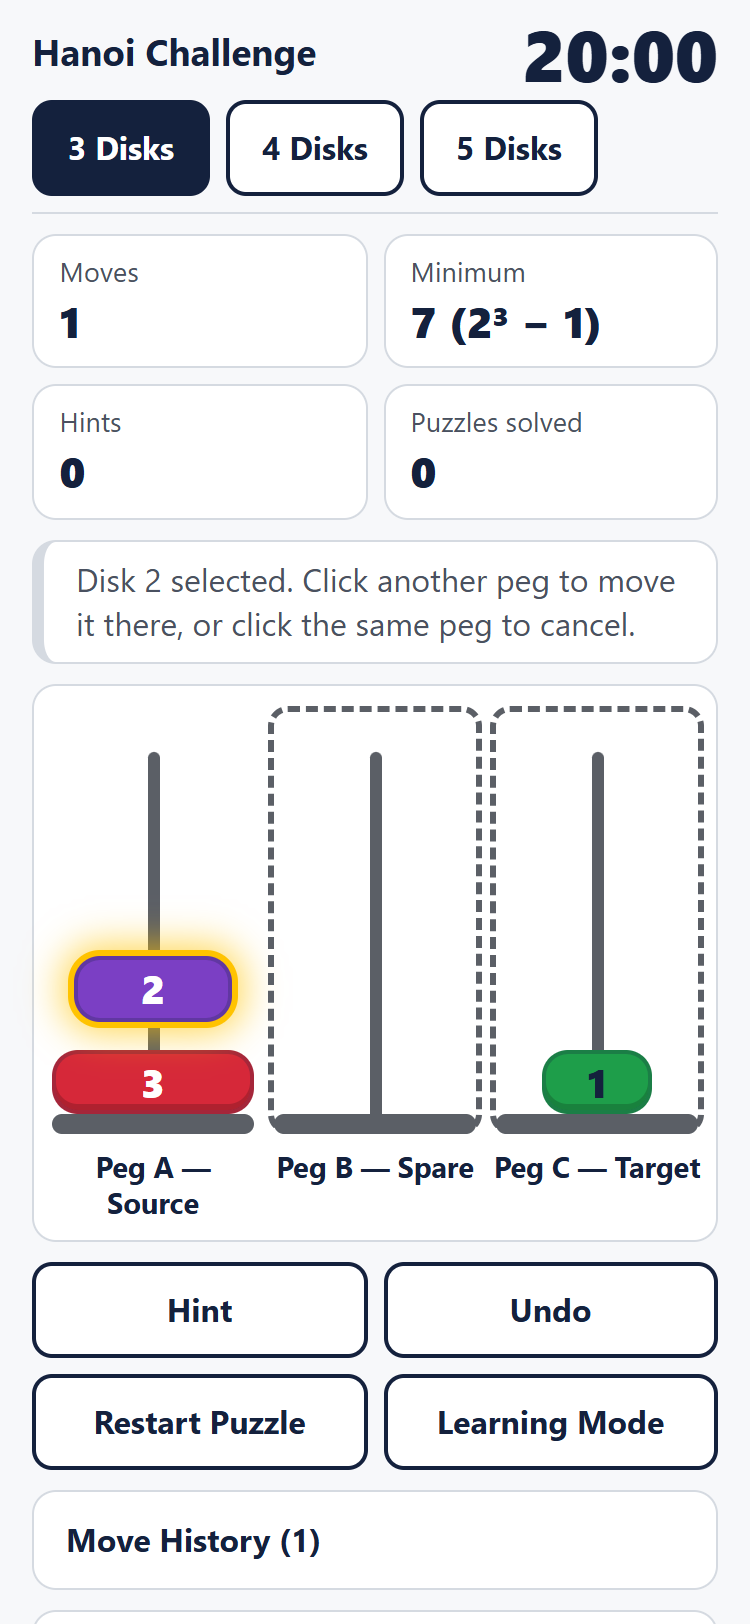 Hanoi Challenge
20:00
3 Disks
4 Disks
5 Disks
Moves
1
Minimum
7 (2³ − 1)
Hints
0
Puzzles solved
0
Disk 2 selected. Click another peg to move
it there, or click the same peg to cancel.
2
3
1
Peg A —
Source
Peg B — Spare
Peg C — Target
Hint
Undo
Restart Puzzle
Learning Mode
Move History (1)